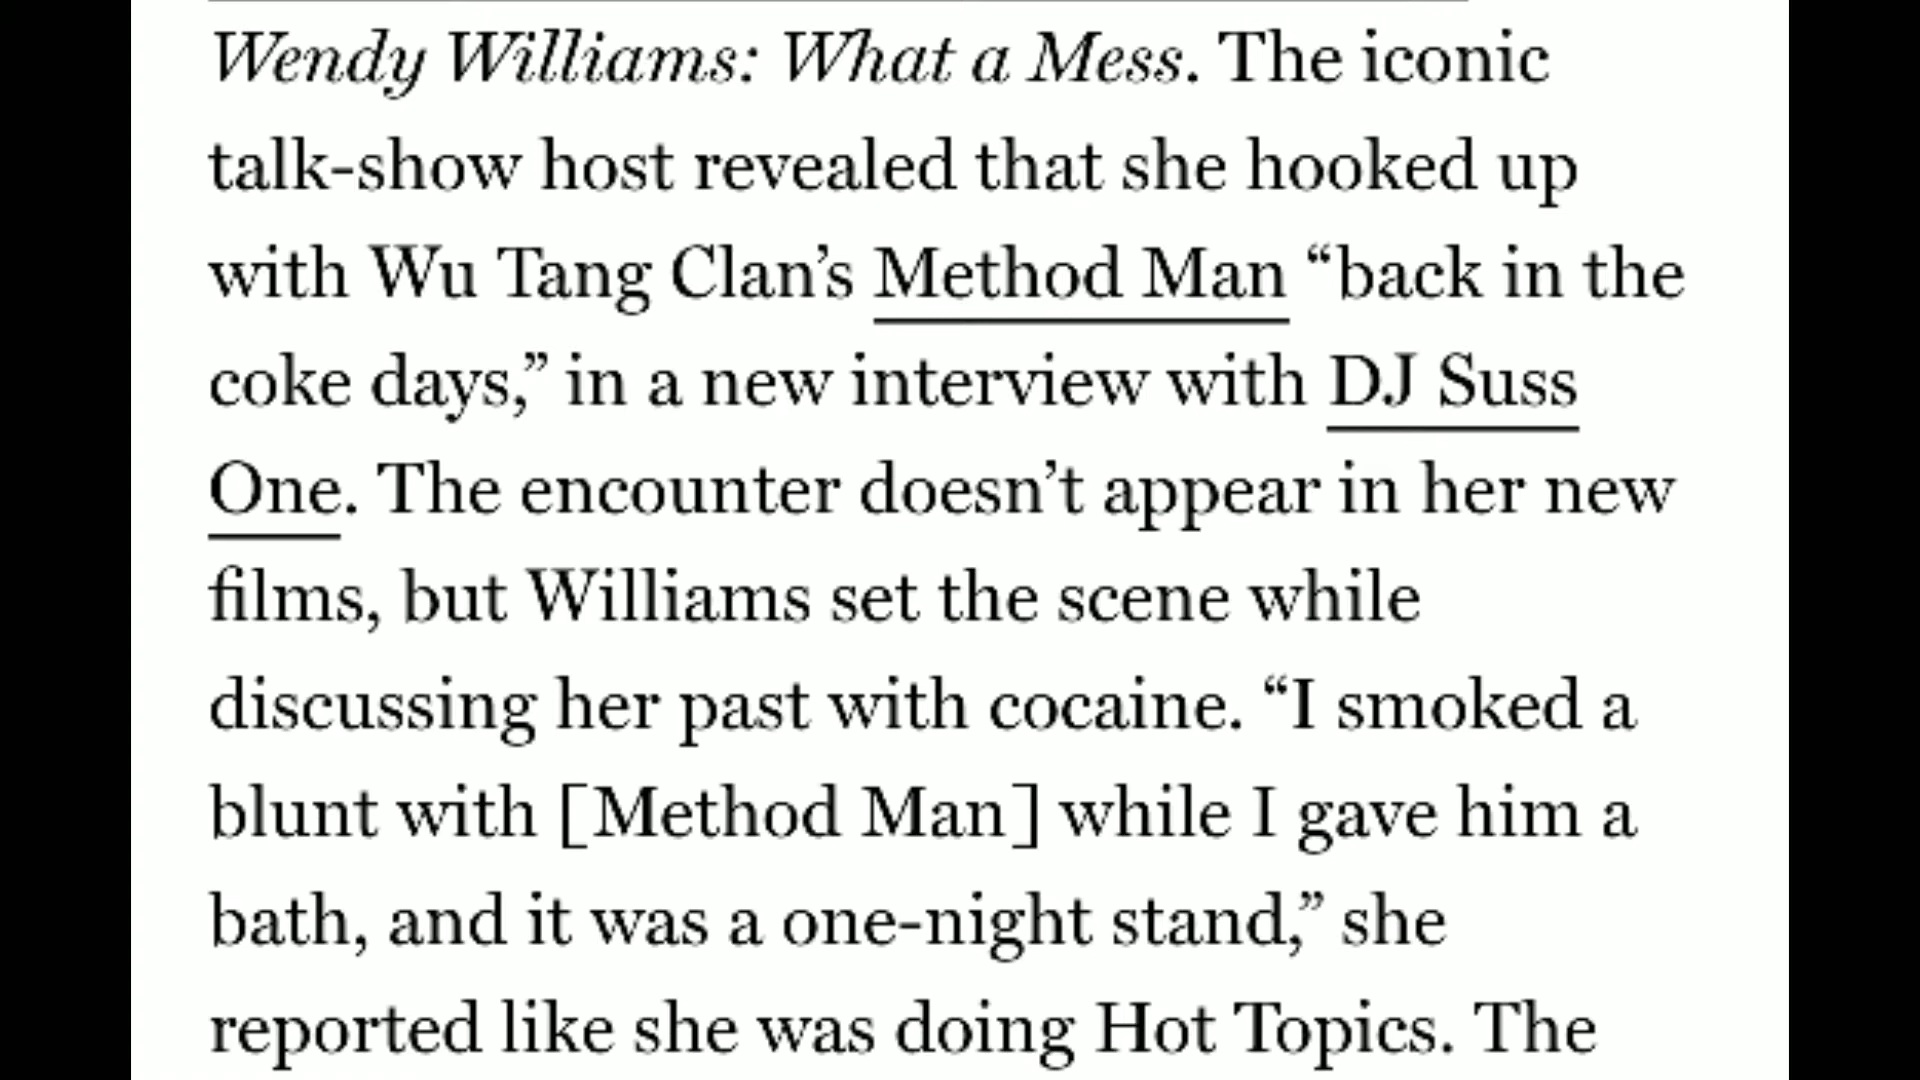 Wendy Williams: What a Mess. The iconic
talk-show host revealed that she hooked up
with Wu Tang Clan’s Method Man “back in the
coke days,” in a new interview with DJ Suss
One. The encounter doesn’t appear in her new
films, but Williams set the scene while
discussing her past with cocaine. “I smoked a
blunt with [Method Man] while I gave him a
bath, and it was a one-night stand,” she
reported like she was doing Hot Topics. The